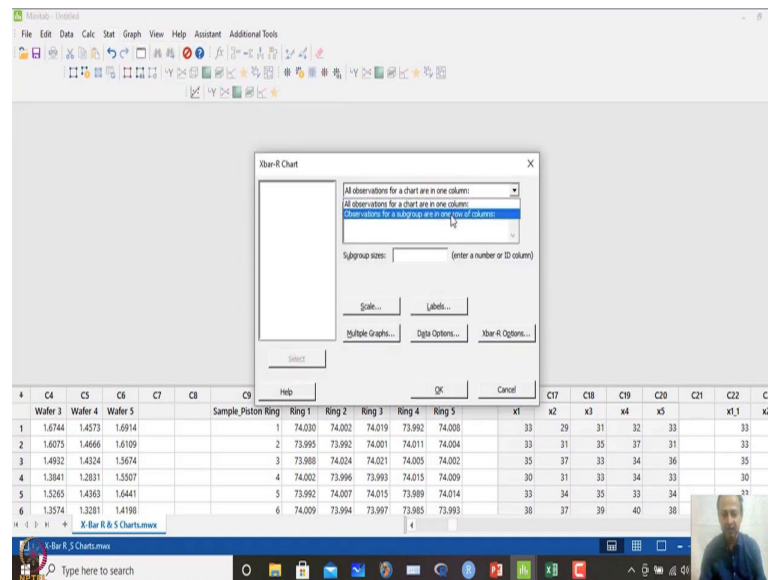 Minitab - Untitled
File Edit Data Calc Stat Graph View Help Assistant Additional Tools
Xbar-R Chart
All observations for a chart are in one column:
All observations for a chart are in one column:
Observations for a subgroup are in one row of columns:
Subgroup sizes: (enter a number or ID column)
Scale... Labels...
Multiple Graphs... Data Options... Xbar-R Options...
Select
Help OK Cancel
C4 C5 C6 C7 C8 C9 C17 C18 C19 C20 C21 C22
Wafer 3 Wafer 4 Wafer 5 Sample_Piston Ring Ring 1 Ring 2 Ring 3 Ring 4 Ring 5 x1 x2 x3 x4 x5 x1_1
1 1.6744 1.4573 1.6914 1 74.030 74.002 74.019 73.992 74.008 33 29 31 32 33 33
2 1.6075 1.4666 1.6109 2 73.995 73.992 74.001 74.011 74.004 33 31 35 37 31 33
3 1.4932 1.4324 1.5674 3 73.988 74.024 74.021 74.005 74.002 35 37 33 34 36 35
4 1.3841 1.2831 1.5507 4 74.002 73.996 73.993 74.015 74.009 30 31 33 34 33 30
5 1.5265 1.4363 1.6441 5 73.992 74.007 74.015 73.989 74.014 33 34 35 33 34 33
6 1.3574 1.3281 1.4198 6 74.009 73.994 73.997 73.985 73.993 38 37 39 40 38
X-Bar R & S Charts.mwx
X-Bar R_S Charts.mwx
Type here to search
NPTEL